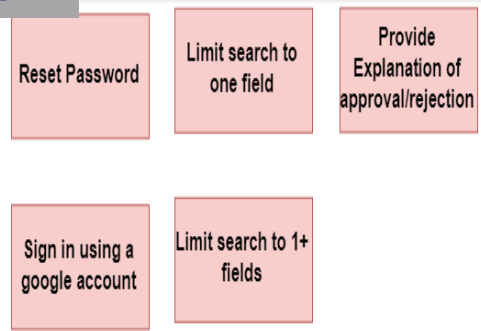 Reset Password
Limit search to
one field
Provide
Explanation of
approval/rejection
Sign in using a
google account
Limit search to 1+
fields